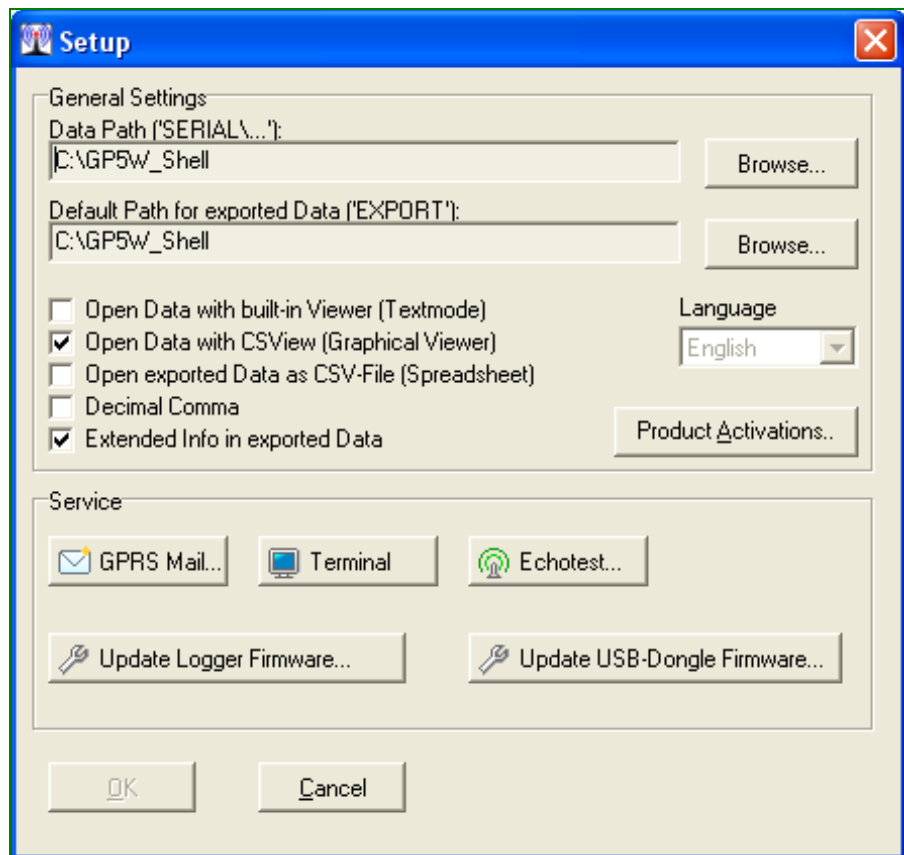 Setup
General Settings
Data Path ('SERIAL\...'):
C:\GP5W_Shell
Browse...
Default Path for exported Data ('EXPORT'):
C:\GP5W_Shell
Browse...
Open Data with built-in Viewer (Textmode)
Open Data with CSView (Graphical Viewer)
Open exported Data as CSV-File (Spreadsheet)
Decimal Comma
Extended Info in exported Data
Language
English
Product Activations..
Service
GPRS Mail...
Terminal
Echotest...
Update Logger Firmware...
Update USB-Dongle Firmware...
OK
Cancel